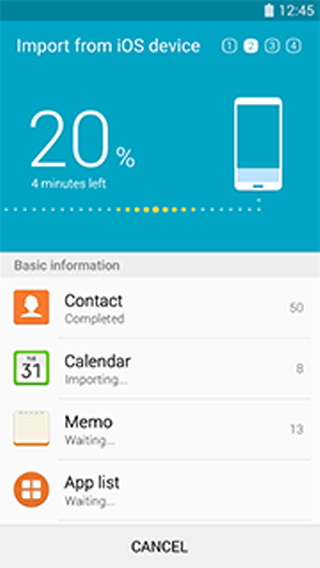 12:45
Import from iOS device 1 2 3 4
20 %
4 minutes left
Basic information
Contact
Completed
50
TUE
31
Calendar
Importing...
8
Memo
Waiting...
13
App list
Waiting...
CANCEL